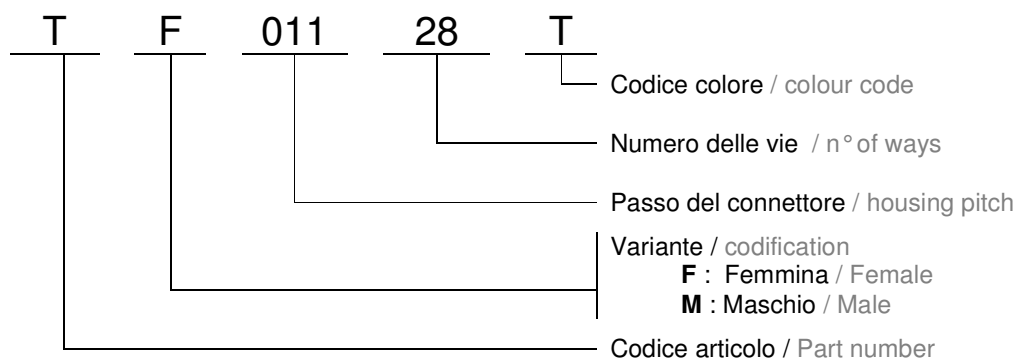 T F 011 28 T
Codice colore / colour code
Numero delle vie / n° of ways
Passo del connettore / housing pitch
Variante / codification
F : Femmina / Female
M : Maschio / Male
Codice articolo / Part number